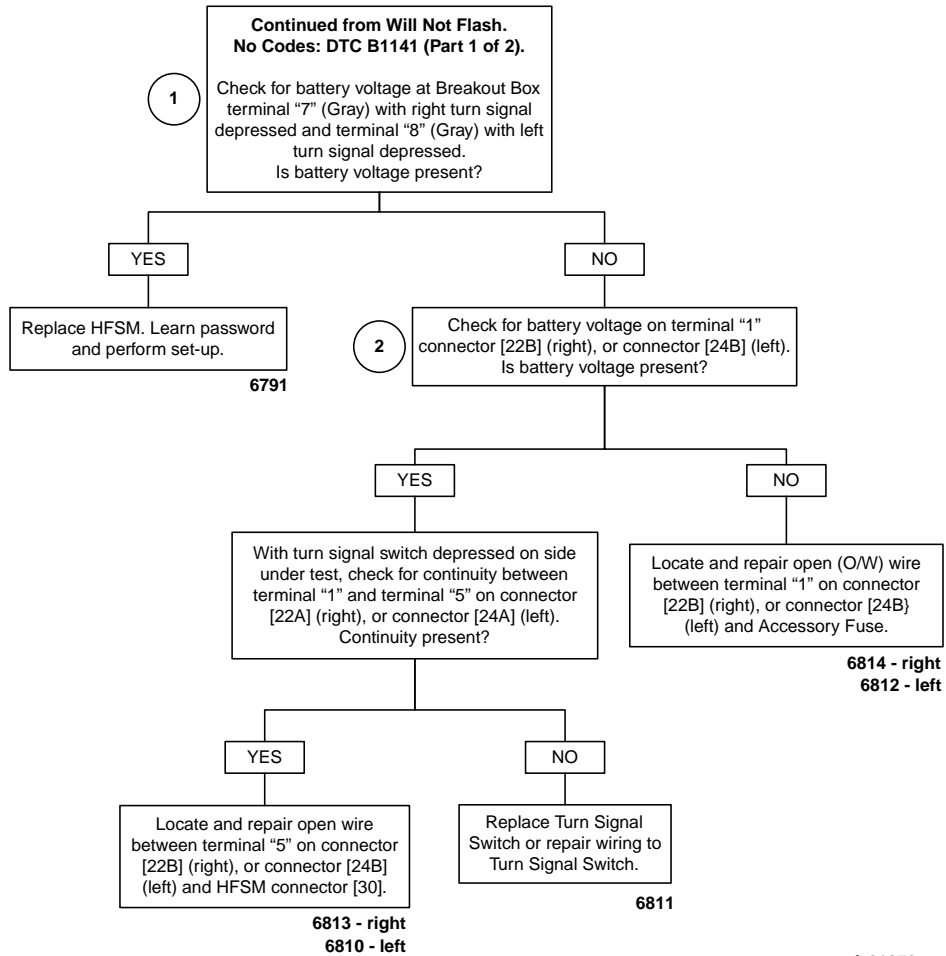 Continued from Will Not Flash.
No Codes: DTC B1141 (Part 1 of 2).
1
Check for battery voltage at Breakout Box
terminal “7” (Gray) with right turn signal
depressed and terminal “8” (Gray) with left
turn signal depressed.
Is battery voltage present?
YES
NO
Replace HFSM. Learn password
and perform set-up.
6791
2
Check for battery voltage on terminal “1”
connector [22B] (right), or connector [24B] (left).
Is battery voltage present?
YES
NO
With turn signal switch depressed on side
under test, check for continuity between
terminal “1” and terminal “5” on connector
[22A] (right), or connector [24A] (left).
Continuity present?
Locate and repair open (O/W) wire
between terminal “1” on connector
[22B] (right), or connector [24B}
(left) and Accessory Fuse.
6814 - right
6812 - left
YES
NO
Locate and repair open wire
between terminal “5” on connector
[22B] (right), or connector [24B]
(left) and HFSM connector [30].
6813 - right
6810 - left
Replace Turn Signal
Switch or repair wiring to
Turn Signal Switch.
6811